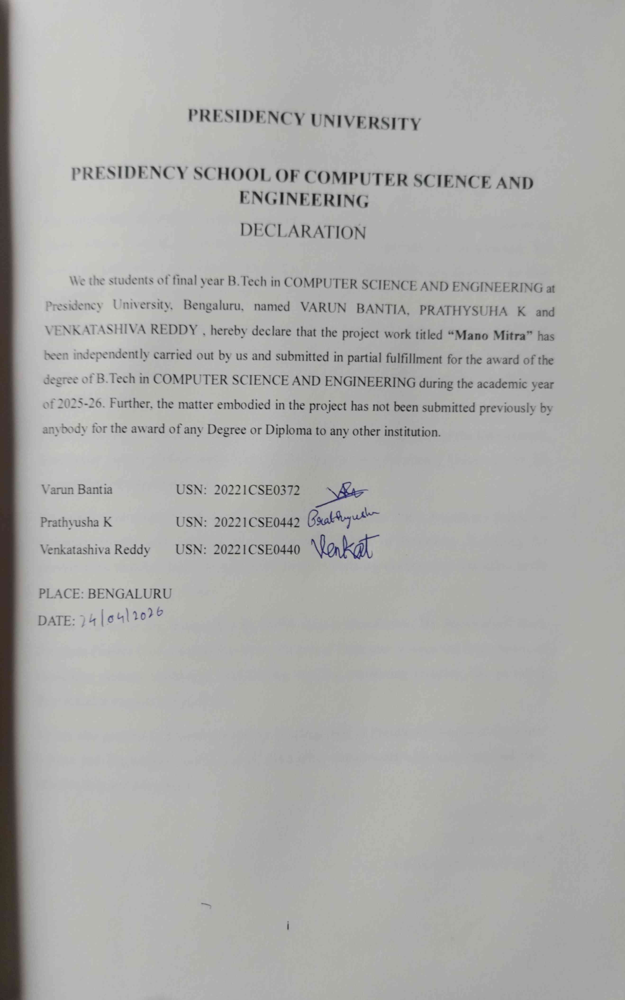 PRESIDENCY UNIVERSITY
PRESIDENCY SCHOOL OF COMPUTER SCIENCE AND
ENGINEERING
DECLARATION
We the students of final year B.Tech in COMPUTER SCIENCE AND ENGINEERING at
Presidency University, Bengaluru, named VARUN BANTIA, PRATHYSUHA K and
VENKATASHIVA REDDY , hereby declare that the project work titled “Mano Mitra” has
been independently carried out by us and submitted in partial fulfillment for the award of the
degree of B.Tech in COMPUTER SCIENCE AND ENGINEERING during the academic year
of 2025-26. Further, the matter embodied in the project has not been submitted previously by
anybody for the award of any Degree or Diploma to any other institution.
Varun Bantia USN: 20221CSE0372
Prathyusha K USN: 20221CSE0442 Prathyusha
Venkatashiva Reddy USN: 20221CSE0440 Venkat
PLACE: BENGALURU
DATE: 24/04/2026
i